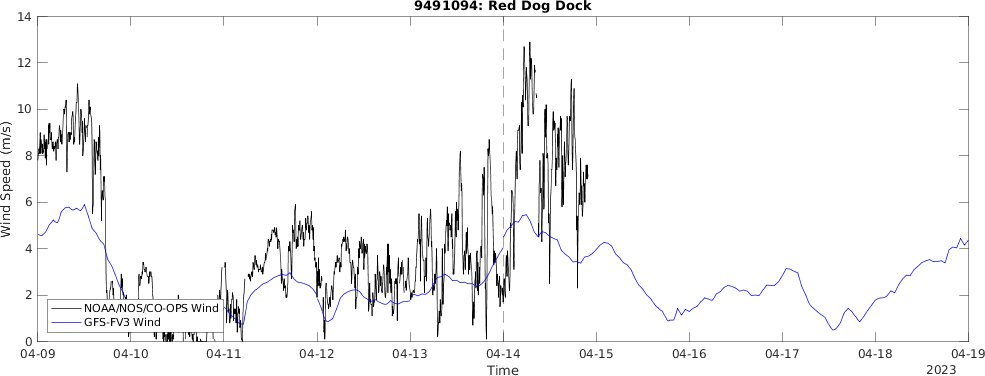 9491094: Red Dog Dock
Wind Speed (m/s)
14
12
10
8
6
4
2
0
NOAA/NOS/CO-OPS Wind
GFS-FV3 Wind
04-09 04-10 04-11 04-12 04-13 04-14 04-15 04-16 04-17 04-18 04-19
Time
2023